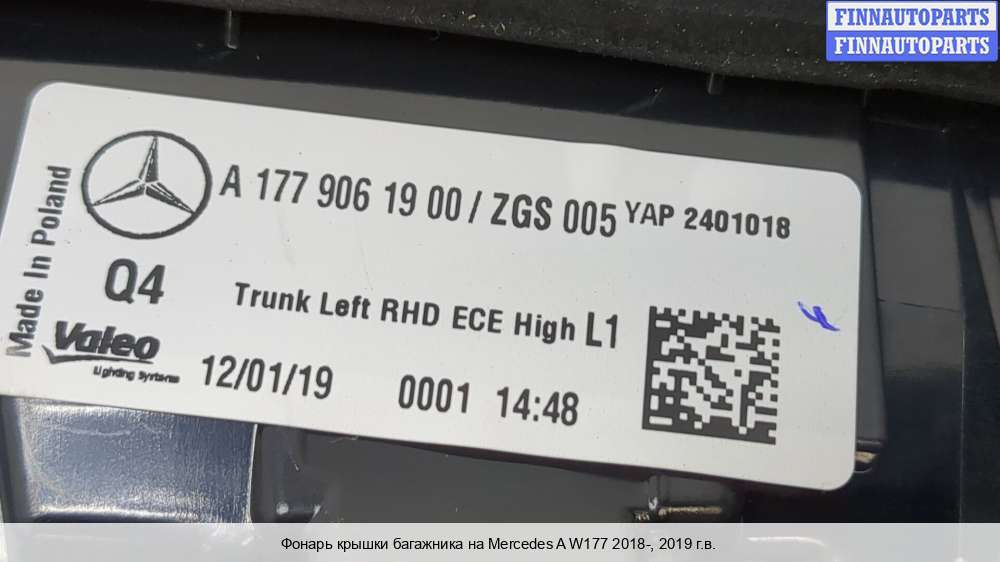 FINNAUTOPARTS
FINNAUTOPARTS
Made In Poland
A 177 906 19 00 / ZGS 005 YAP 2401018
Q4
Trunk Left RHD ECE High L1
Valeo
Lighting Systems
12/01/19 0001 14:48
Фонарь крышки багажника на Mercedes A W177 2018-, 2019 г.в.